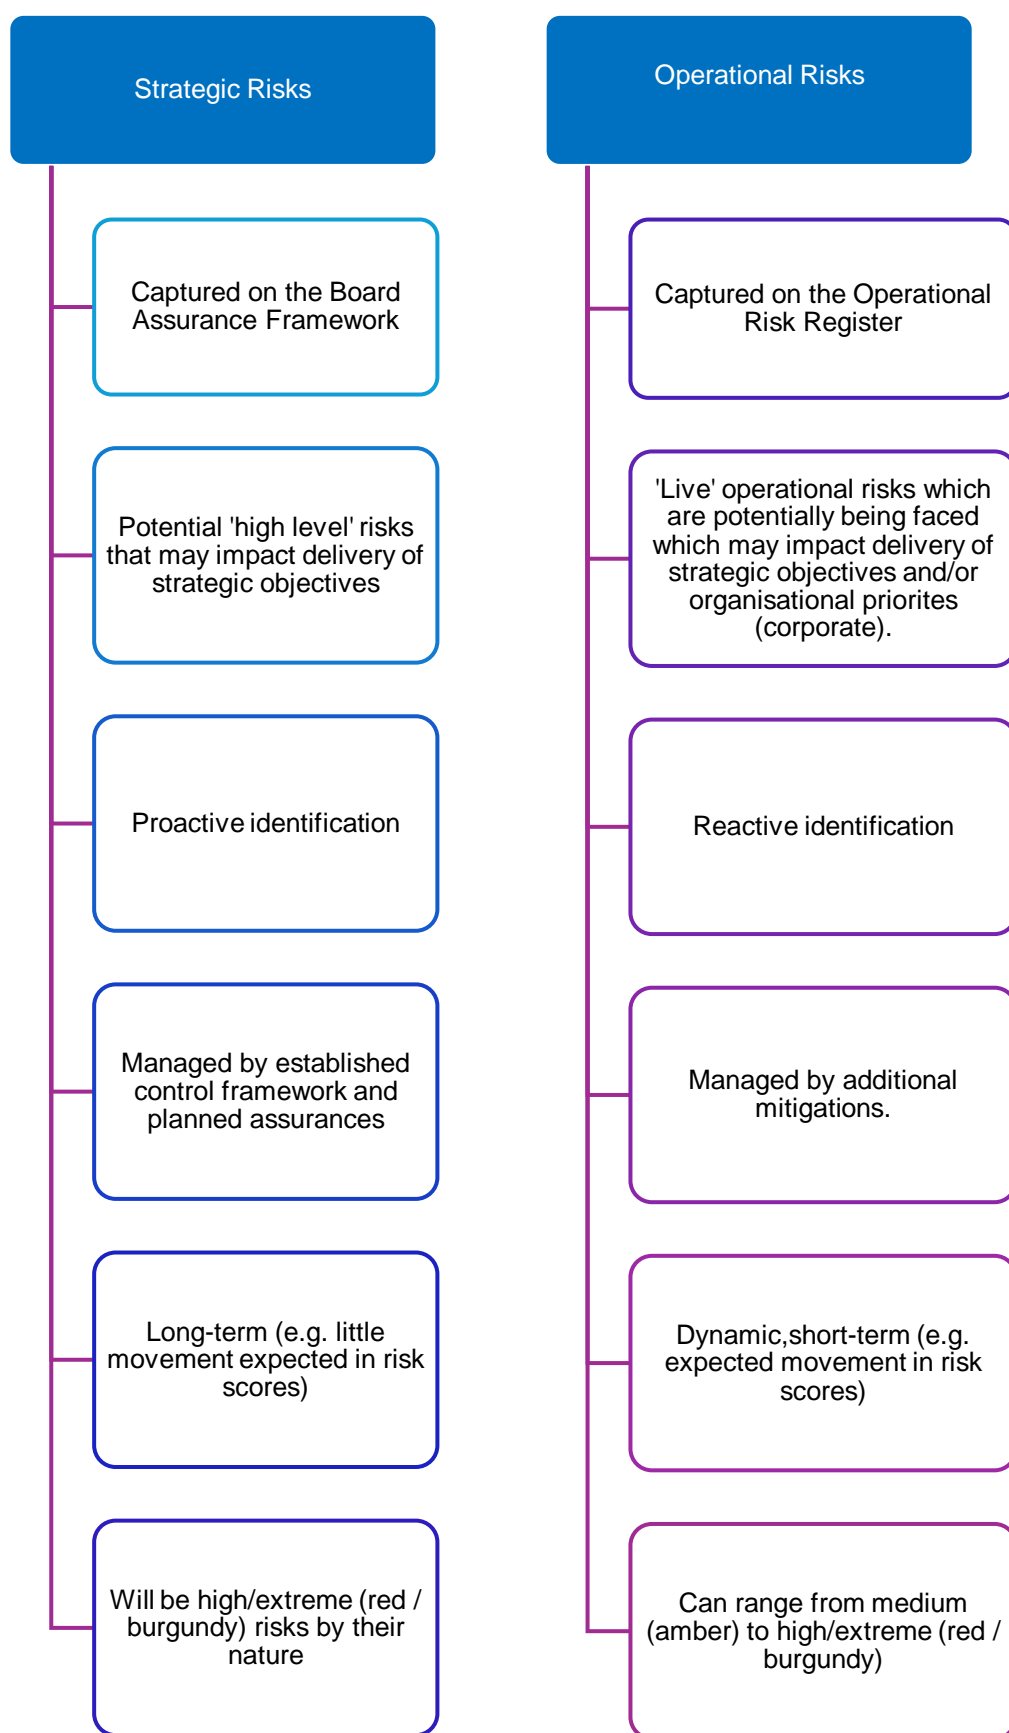 Strategic Risks
Captured on the Board
Assurance Framework
Potential 'high level' risks
that may impact delivery of
strategic objectives
Proactive identification
Managed by established
control framework and
planned assurances
Long-term (e.g. little
movement expected in risk
scores)
Will be high/extreme (red /
burgundy) risks by their
nature
Operational Risks
Captured on the Operational
Risk Register
'Live' operational risks which
are potentially being faced
which may impact delivery of
strategic objectives and/or
organisational priorites
(corporate).
Reactive identification
Managed by additional
mitigations.
Dynamic,short-term (e.g.
expected movement in risk
scores)
Can range from medium
(amber) to high/extreme (red /
burgundy)